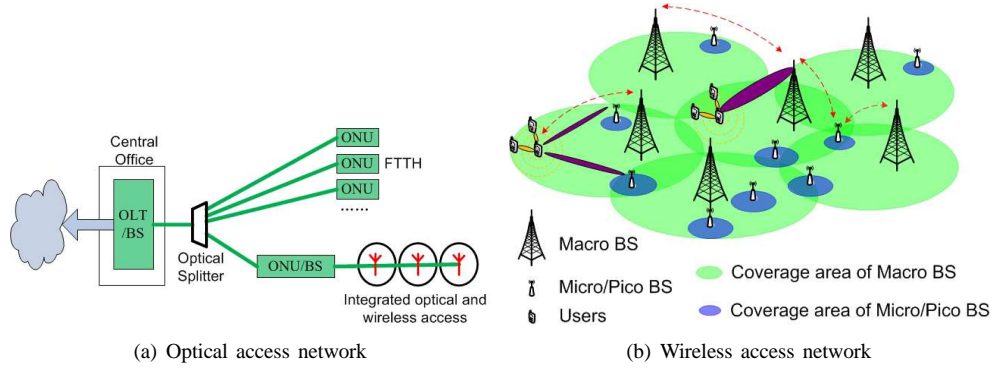 Central
Office
OLT
/BS
Optical
Splitter
ONU
ONU
FTTH
ONU
......
ONU/BS
Integrated optical and
wireless access
(a) Optical access network
Macro BS
Micro/Pico BS
Users
Coverage area of Macro BS
Coverage area of Micro/Pico BS
(b) Wireless access network